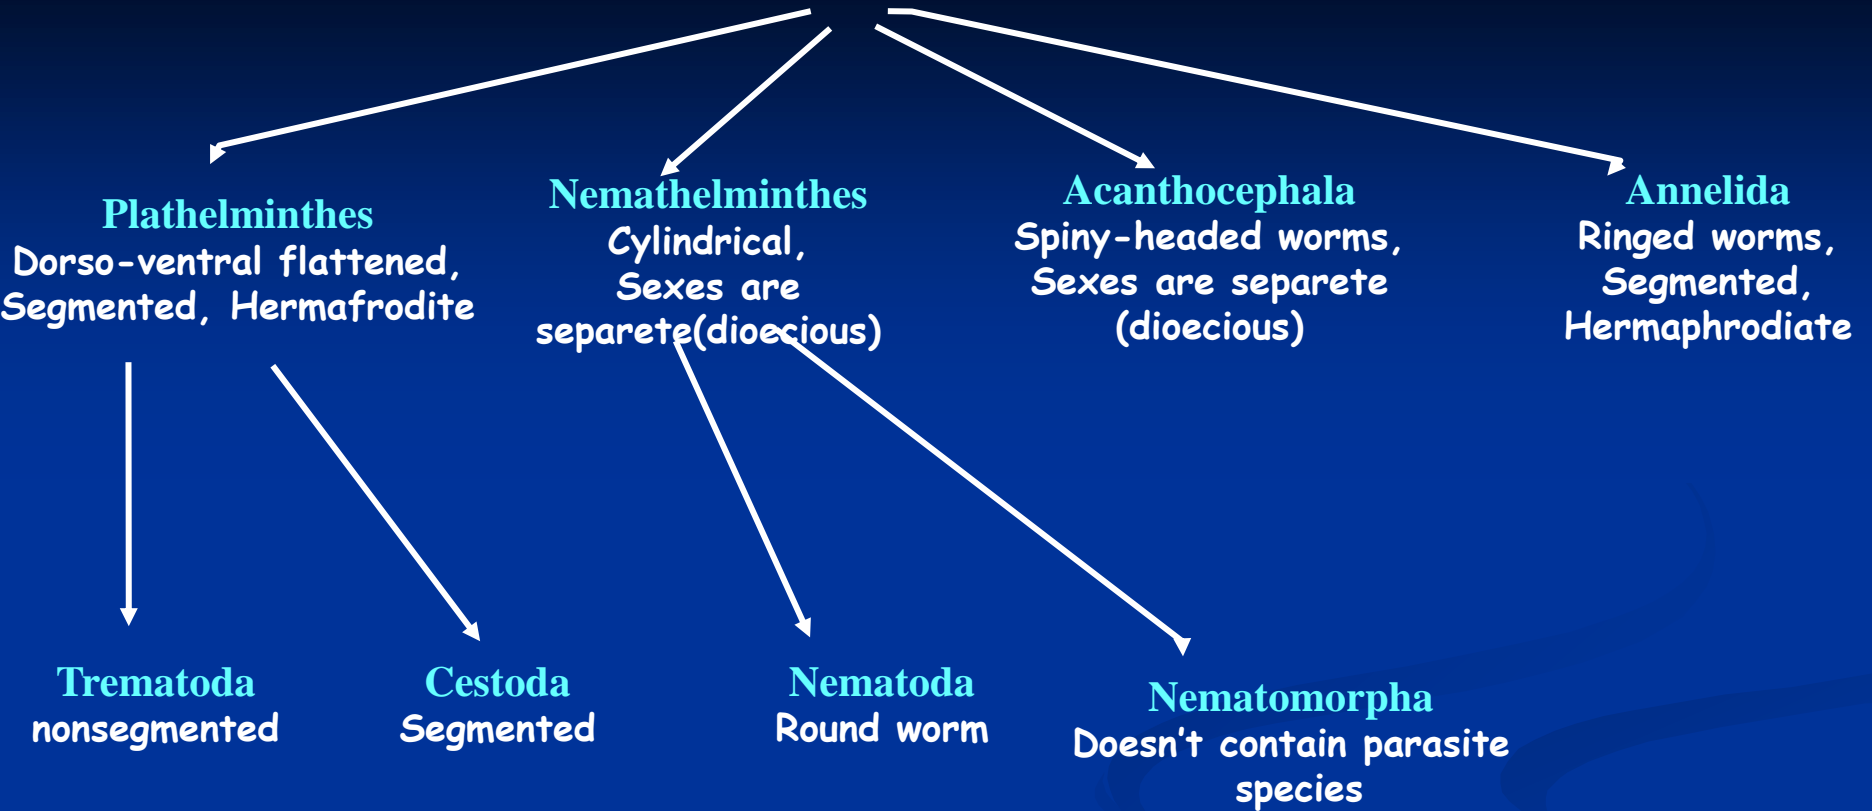 Plathelminthes
Dorso-ventral flattened,
Segmented, Hermafrodite
Nemathelminthes
Cylindrical,
Sexes are
separete(dioecious)
Acanthocephala
Spiny-headed worms,
Sexes are separete
(dioecious)
Annelida
Ringed worms,
Segmented,
Hermaphrodiate
Trematoda
nonsegmented
Cestoda
Segmented
Nematoda
Round worm
Nematomorpha
Doesn't contain parasite
species